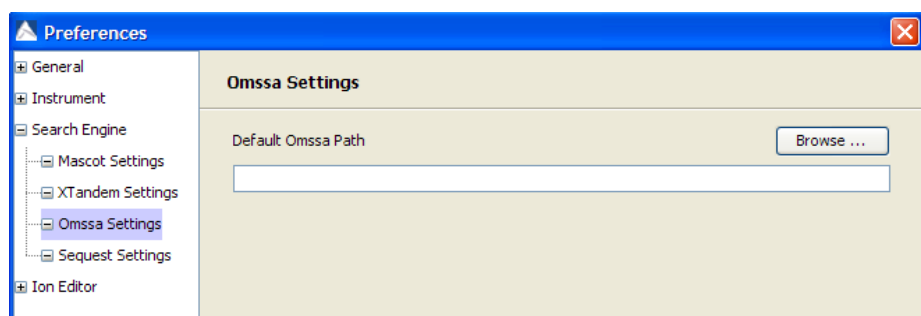 Preferences
General
Instrument
Search Engine
Mascot Settings
XTandem Settings
Omssa Settings
Sequest Settings
Ion Editor
Omssa Settings
Default Omssa Path
Browse ...